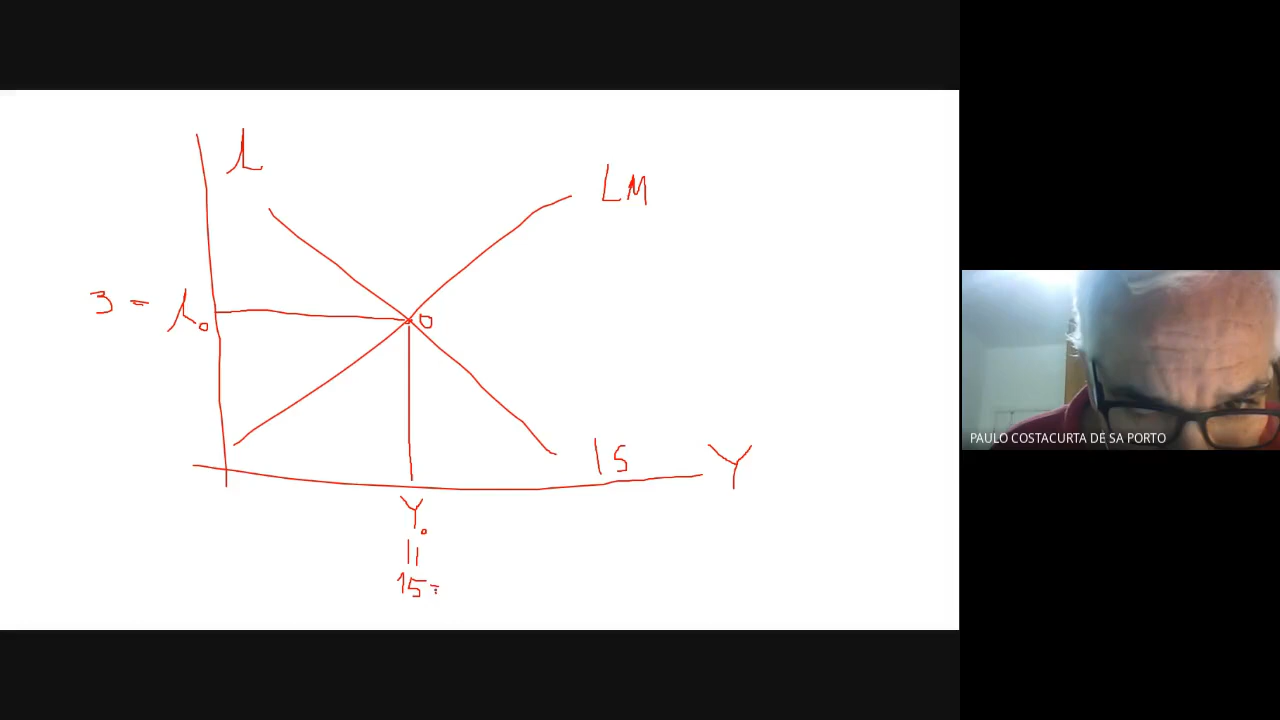 i
LM
3 = i₀
0
IS
Y
Y₀
||
15
PAULO COSTACURTA DE SA PORTO